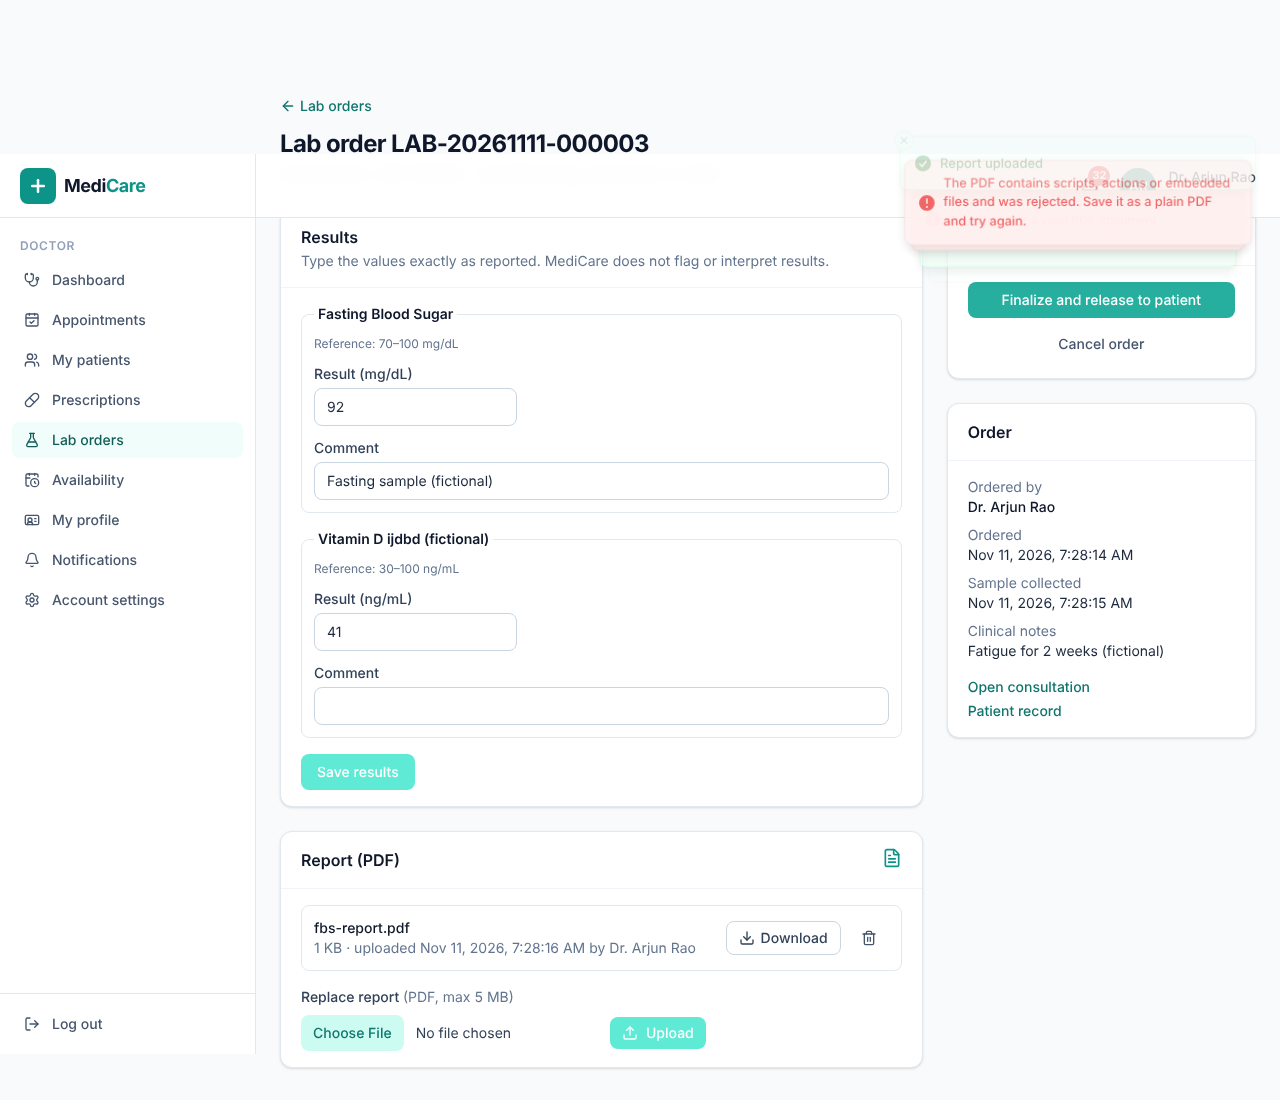 Lab orders
Lab order LAB-20261111-000003
MediCare
Report uploaded
The PDF contains scripts, actions or embedded
files and was rejected. Save it as a plain PDF
and try again.
32
Dr. Arjun Rao
DOCTOR
Dashboard
Appointments
My patients
Prescriptions
Lab orders
Availability
My profile
Notifications
Account settings
Log out
Results
Type the values exactly as reported. MediCare does not flag or interpret results.
Fasting Blood Sugar
Reference: 70–100 mg/dL
Result (mg/dL)
92
Comment
Fasting sample (fictional)
Vitamin D ijdbd (fictional)
Reference: 30–100 ng/mL
Result (ng/mL)
41
Comment
Save results
Report (PDF)
fbs-report.pdf
1 KB · uploaded Nov 11, 2026, 7:28:16 AM by Dr. Arjun Rao
Download
Replace report (PDF, max 5 MB)
Choose File No file chosen
Upload
Finalize and release to patient
Cancel order
Order
Ordered by
Dr. Arjun Rao
Ordered
Nov 11, 2026, 7:28:14 AM
Sample collected
Nov 11, 2026, 7:28:15 AM
Clinical notes
Fatigue for 2 weeks (fictional)
Open consultation
Patient record